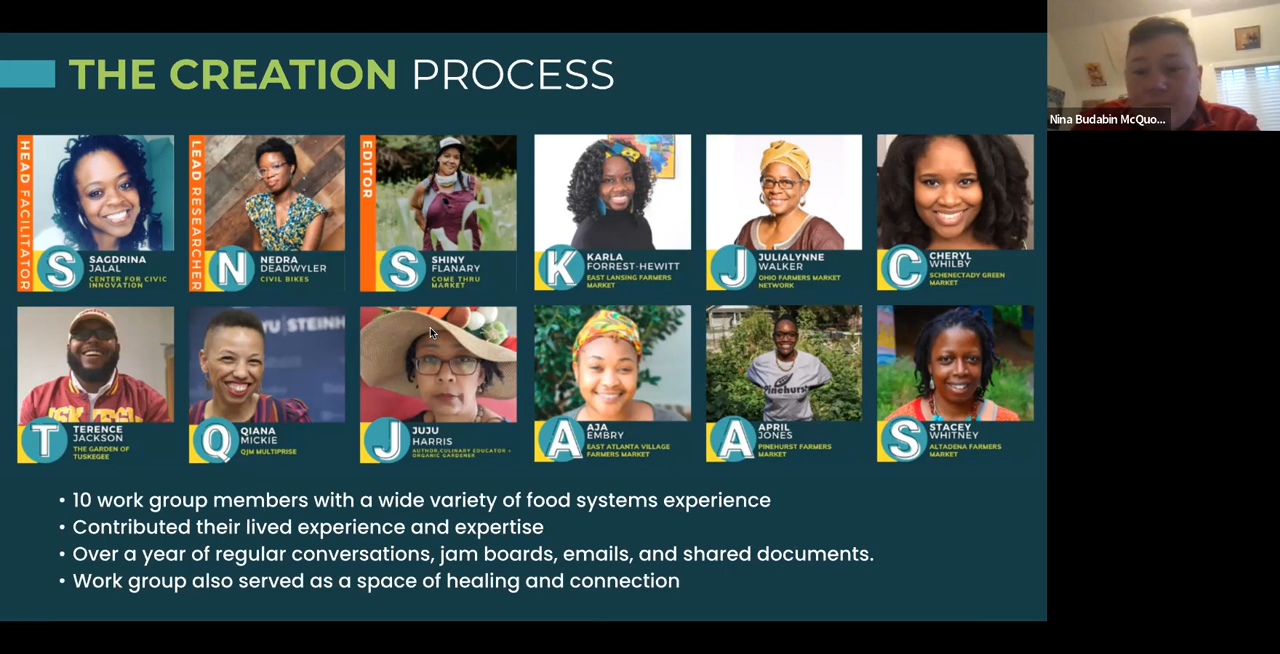 THE CREATION PROCESS
Nina Budabin McQuo...
HEAD FACILITATOR
S
SAGDRINA
JALAL
CENTER FOR CIVIC
INNOVATION
LEAD RESEARCHER
N
NEDRA
DEADWYLER
CIVIL BIKES
EDITOR
S
SHINY
FLANARY
COME THRU
MARKET
K
KARLA
FORREST-HEWITT
EAST LANSING FARMERS
MARKET
J
JULIALYNNE
WALKER
OHIO FARMERS MARKET
NETWORK
C
CHERYL
WHILBY
SCHENECTADY GREEN
MARKET
T
TERENCE
JACKSON
THE GARDEN OF
TUSKEGEE
Q
QIANA
MICKIE
QJM MULTIPRISE
J
JUJU
HARRIS
AUTHOR,CULINARY EDUCATOR +
ORGANIC GARDENER
A
AJA
EMBRY
EAST ATLANTA VILLAGE
FARMERS MARKET
Pinehurst
A
APRIL
JONES
PINEHURST FARMERS
MARKET
S
STACEY
WHITNEY
ALTADENA FARMERS
MARKET
• 10 work group members with a wide variety of food systems experience
• Contributed their lived experience and expertise
• Over a year of regular conversations, jam boards, emails, and shared documents.
• Work group also served as a space of healing and connection